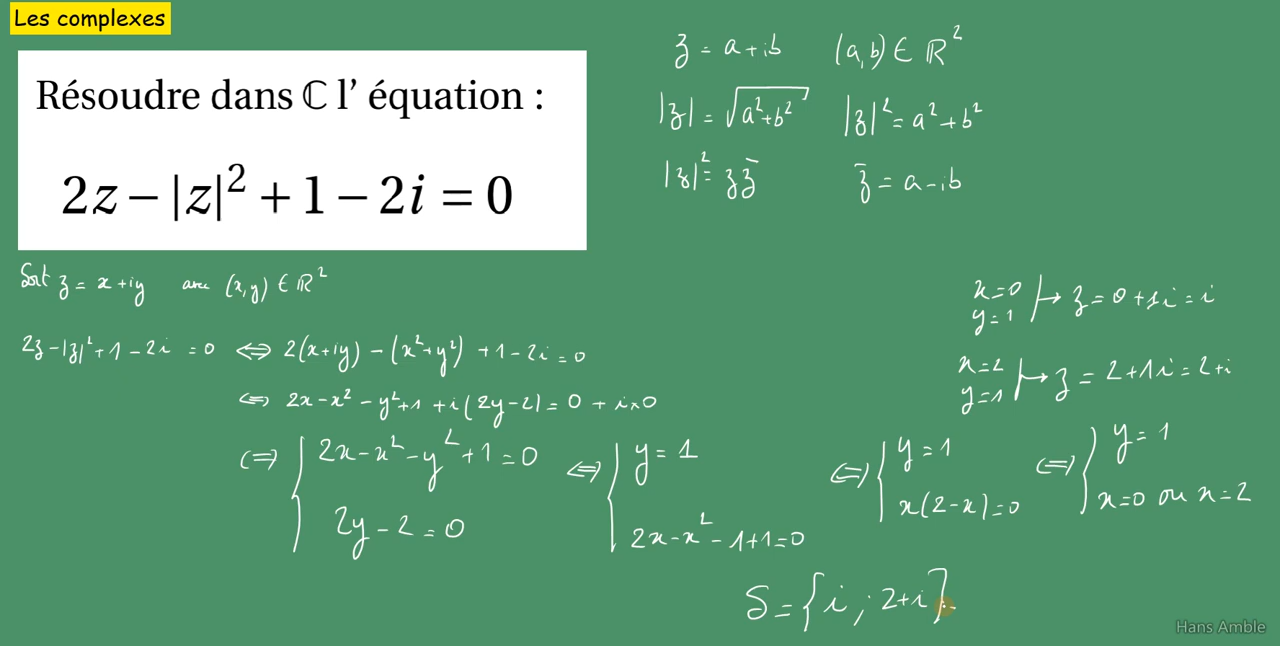 Les complexes
Résoudre dans ℂ l' équation :
2z − |z|² + 1 − 2i = 0
z = a + ib (a,b) ∈ ℝ²
|z| = √(a²+b²) |z|² = a² + b²
|z|² = z z̄ z̄ = a − ib
Soit z = x + iy avec (x,y) ∈ ℝ²
2z − |z|² + 1 − 2i = 0 ⇔ 2(x+iy) − (x²+y²) + 1 − 2i = 0
⇔ 2x − x² − y² + 1 + i(2y−2) = 0 + i×0
⇔ { 2x − x² − y² + 1 = 0
2y − 2 = 0
⇔ { y = 1
2x − x² − 1 + 1 = 0
⇔ { y = 1
x(2−x) = 0
⇔ { y = 1
x = 0 ou x = 2
x = 0
y = 1 ↦ z = 0 + 1i = i
x = 2
y = 1 ↦ z = 2 + 1i = 2 + i
S = { i ; 2+i }.
Hans Amble